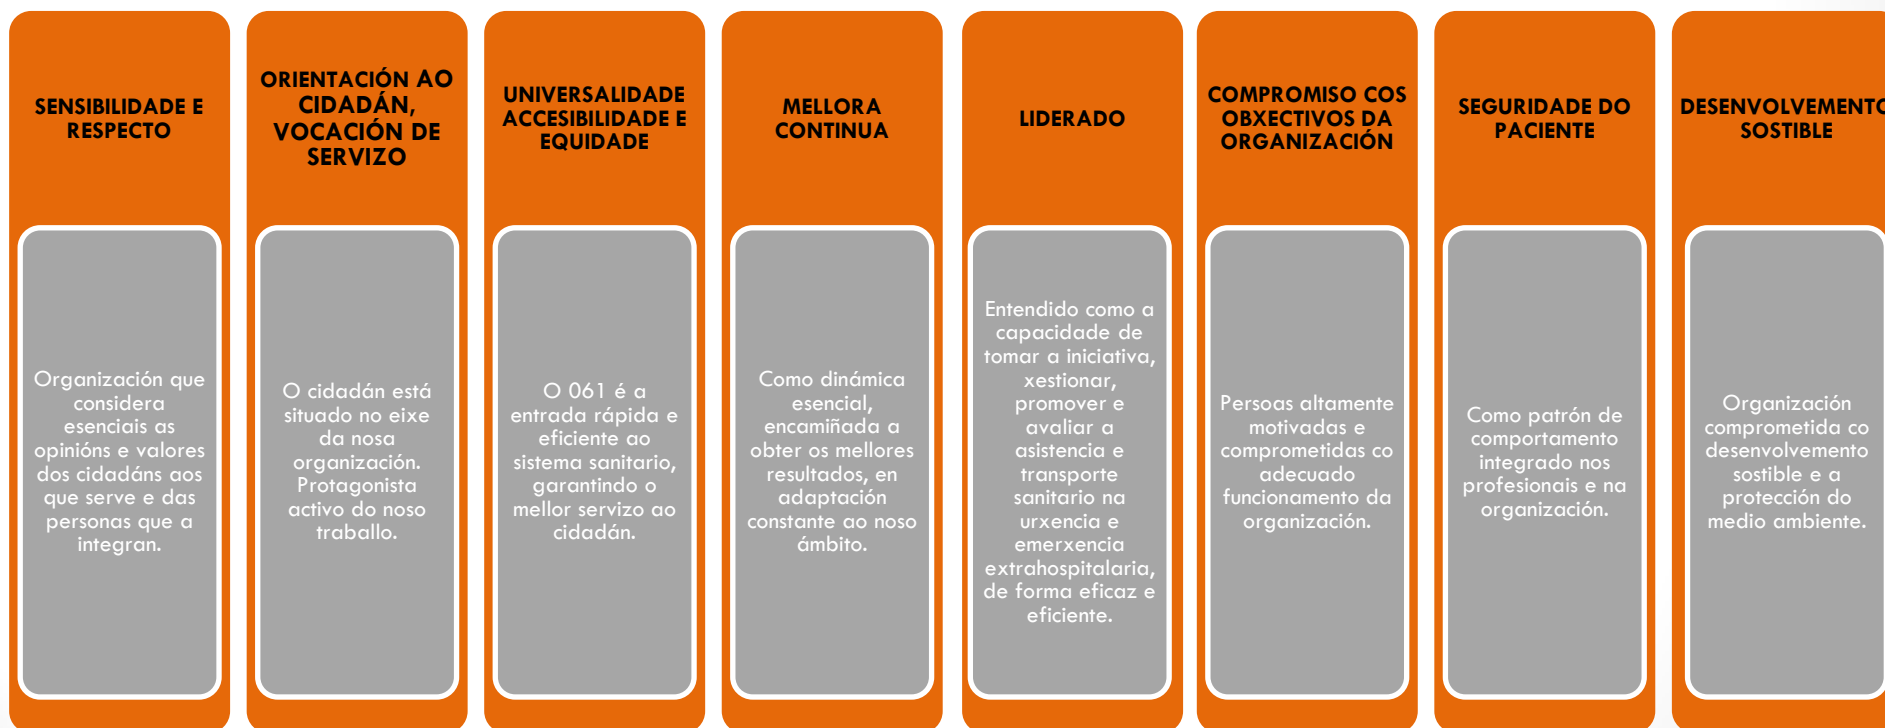 SENSIBILIDADE E
RESPECTO
Organización que
considera
esenciais as
opinións e valores
dos cidadáns aos
que serve e das
personas que a
integran.
ORIENTACIÓN AO
CIDADÁN,
VOCACIÓN DE
SERVIZO
O cidadán está
situado no eixe
da nosa
organización.
Protagonista
activo do noso
traballo.
UNIVERSALIDADE
ACCESIBILIDADE E
EQUIDADE
O 061 é a
entrada rápida e
eficiente ao
sistema sanitario,
garantindo o
mellor servizo ao
cidadán.
MELLORA
CONTINUA
Como dinámica
esencial,
encamiñada a
obter os mellores
resultados, en
adaptación
constante ao noso
ámbito.
LIDERADO
Entendido como a
capacidade de
tomar a iniciativa,
xestionar,
promover e
avaliar a
asistencia e
transporte
sanitario na
urxencia e
emerxencia
extrahospitalaria,
de forma eficaz e
eficiente.
COMPROMISO COS
OBXECTIVOS DA
ORGANIZACIÓN
Persoas altamente
motivadas e
comprometidas co
adecuado
funcionamento da
organización.
SEGURIDADE DO
PACIENTE
Como patrón de
comportamento
integrado nos
profesionais e na
organización.
DESENVOLVEMENTO
SOSTIBLE
Organización
comprometida co
desenvolvemento
sostible e a
protección do
medio ambiente.